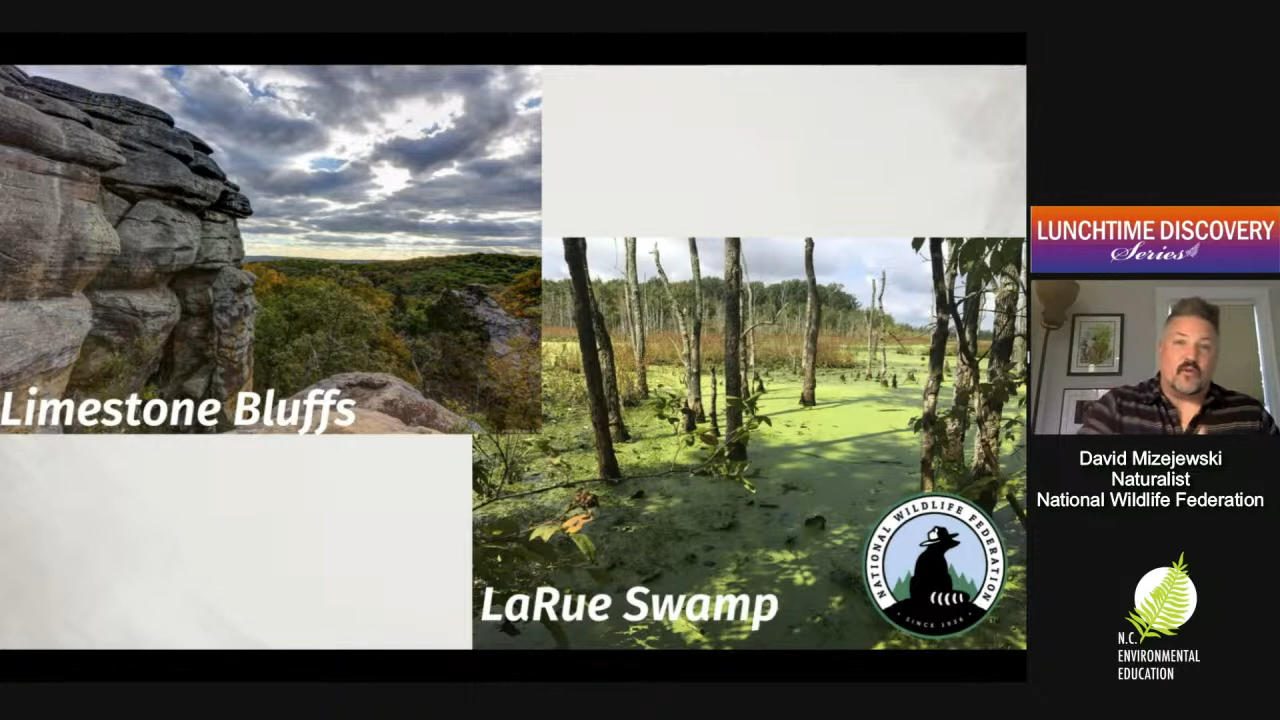 Limestone Bluffs
LaRue Swamp
NATIONAL WILDLIFE FEDERATION
• SINCE 1936 •
LUNCHTIME DISCOVERY
Series
David Mizejewski
Naturalist
National Wildlife Federation
N.C.
ENVIRONMENTAL
EDUCATION